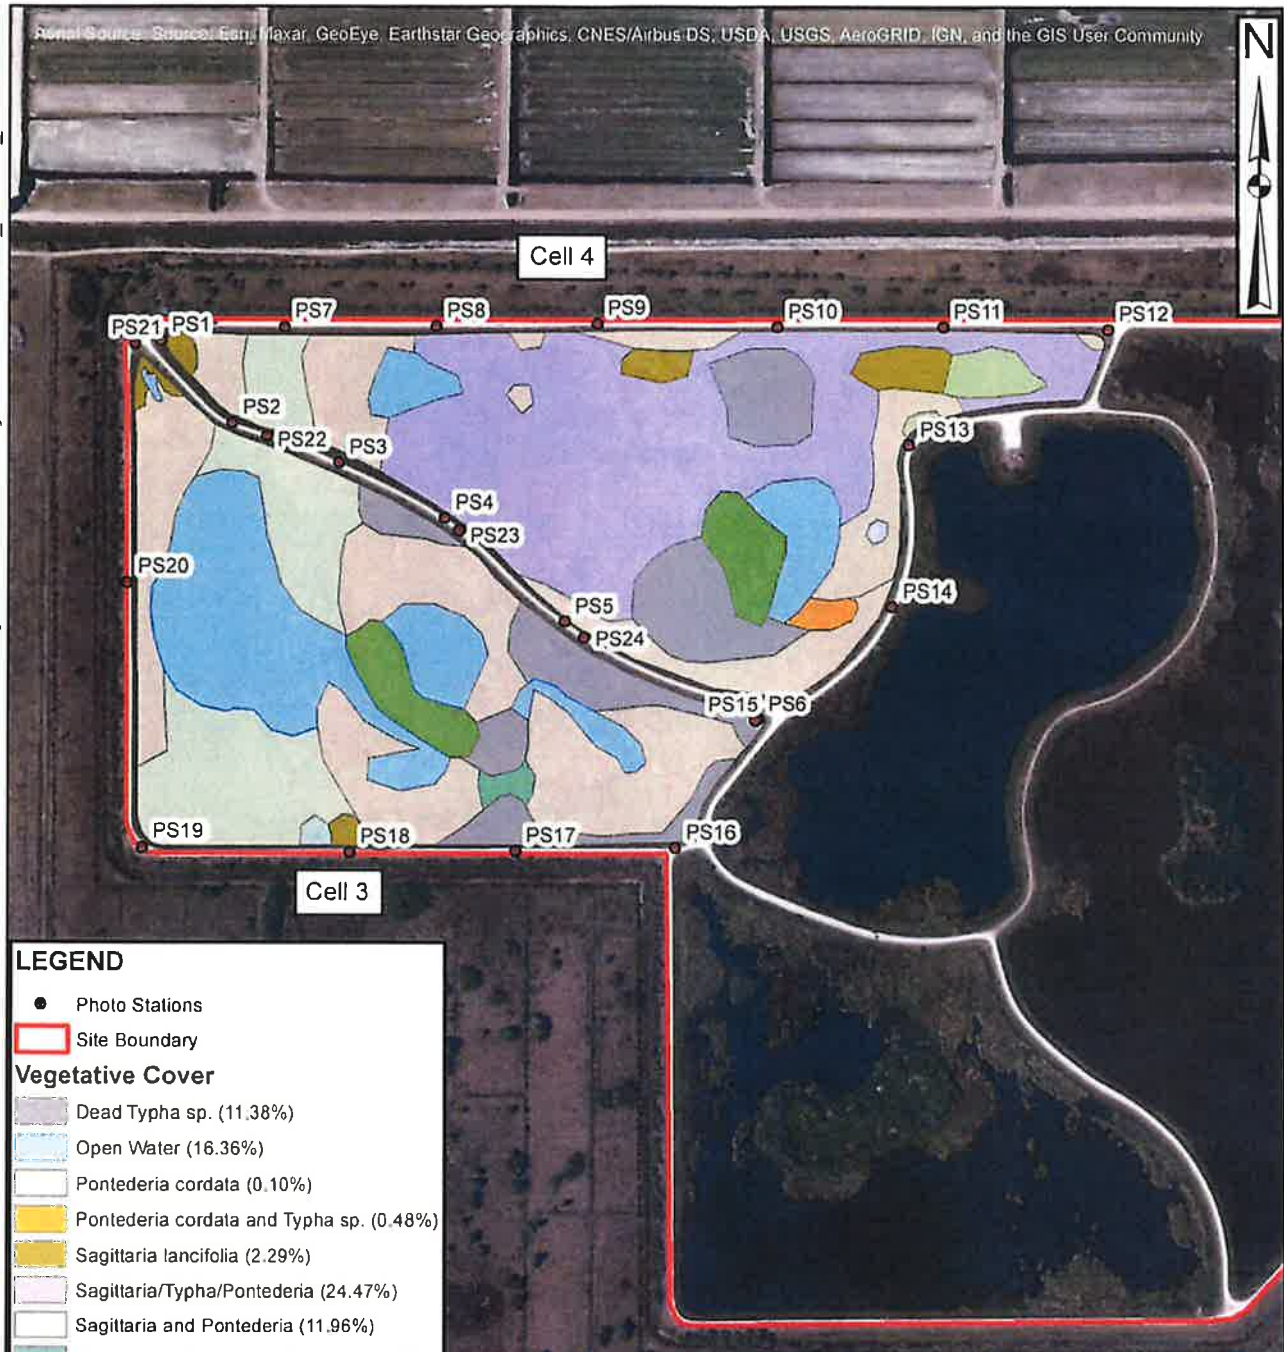 Aerial Source: Source: Esri, Maxar, GeoEye, Earthstar Geographics, CNES/Airbus DS, USDA, USGS, AeroGRID, IGN, and the GIS User Community
N
Cell 4
PS21 PS1 PS7 PS8 PS9 PS10 PS11 PS12
PS2
PS22 PS3
PS13
PS4
PS23
PS20
PS14
PS5
PS24
PS15 PS6
PS19 PS18 PS17 PS16
Cell 3
LEGEND
Photo Stations
Site Boundary
Vegetative Cover
Dead Typha sp. (11.38%)
Open Water (16.36%)
Pontederia cordata (0.10%)
Pontederia cordata and Typha sp. (0.48%)
Sagittaria lancifolia (2.29%)
Sagittaria/Typha/Pontederia (24.47%)
Sagittaria and Pontederia (11.96%)